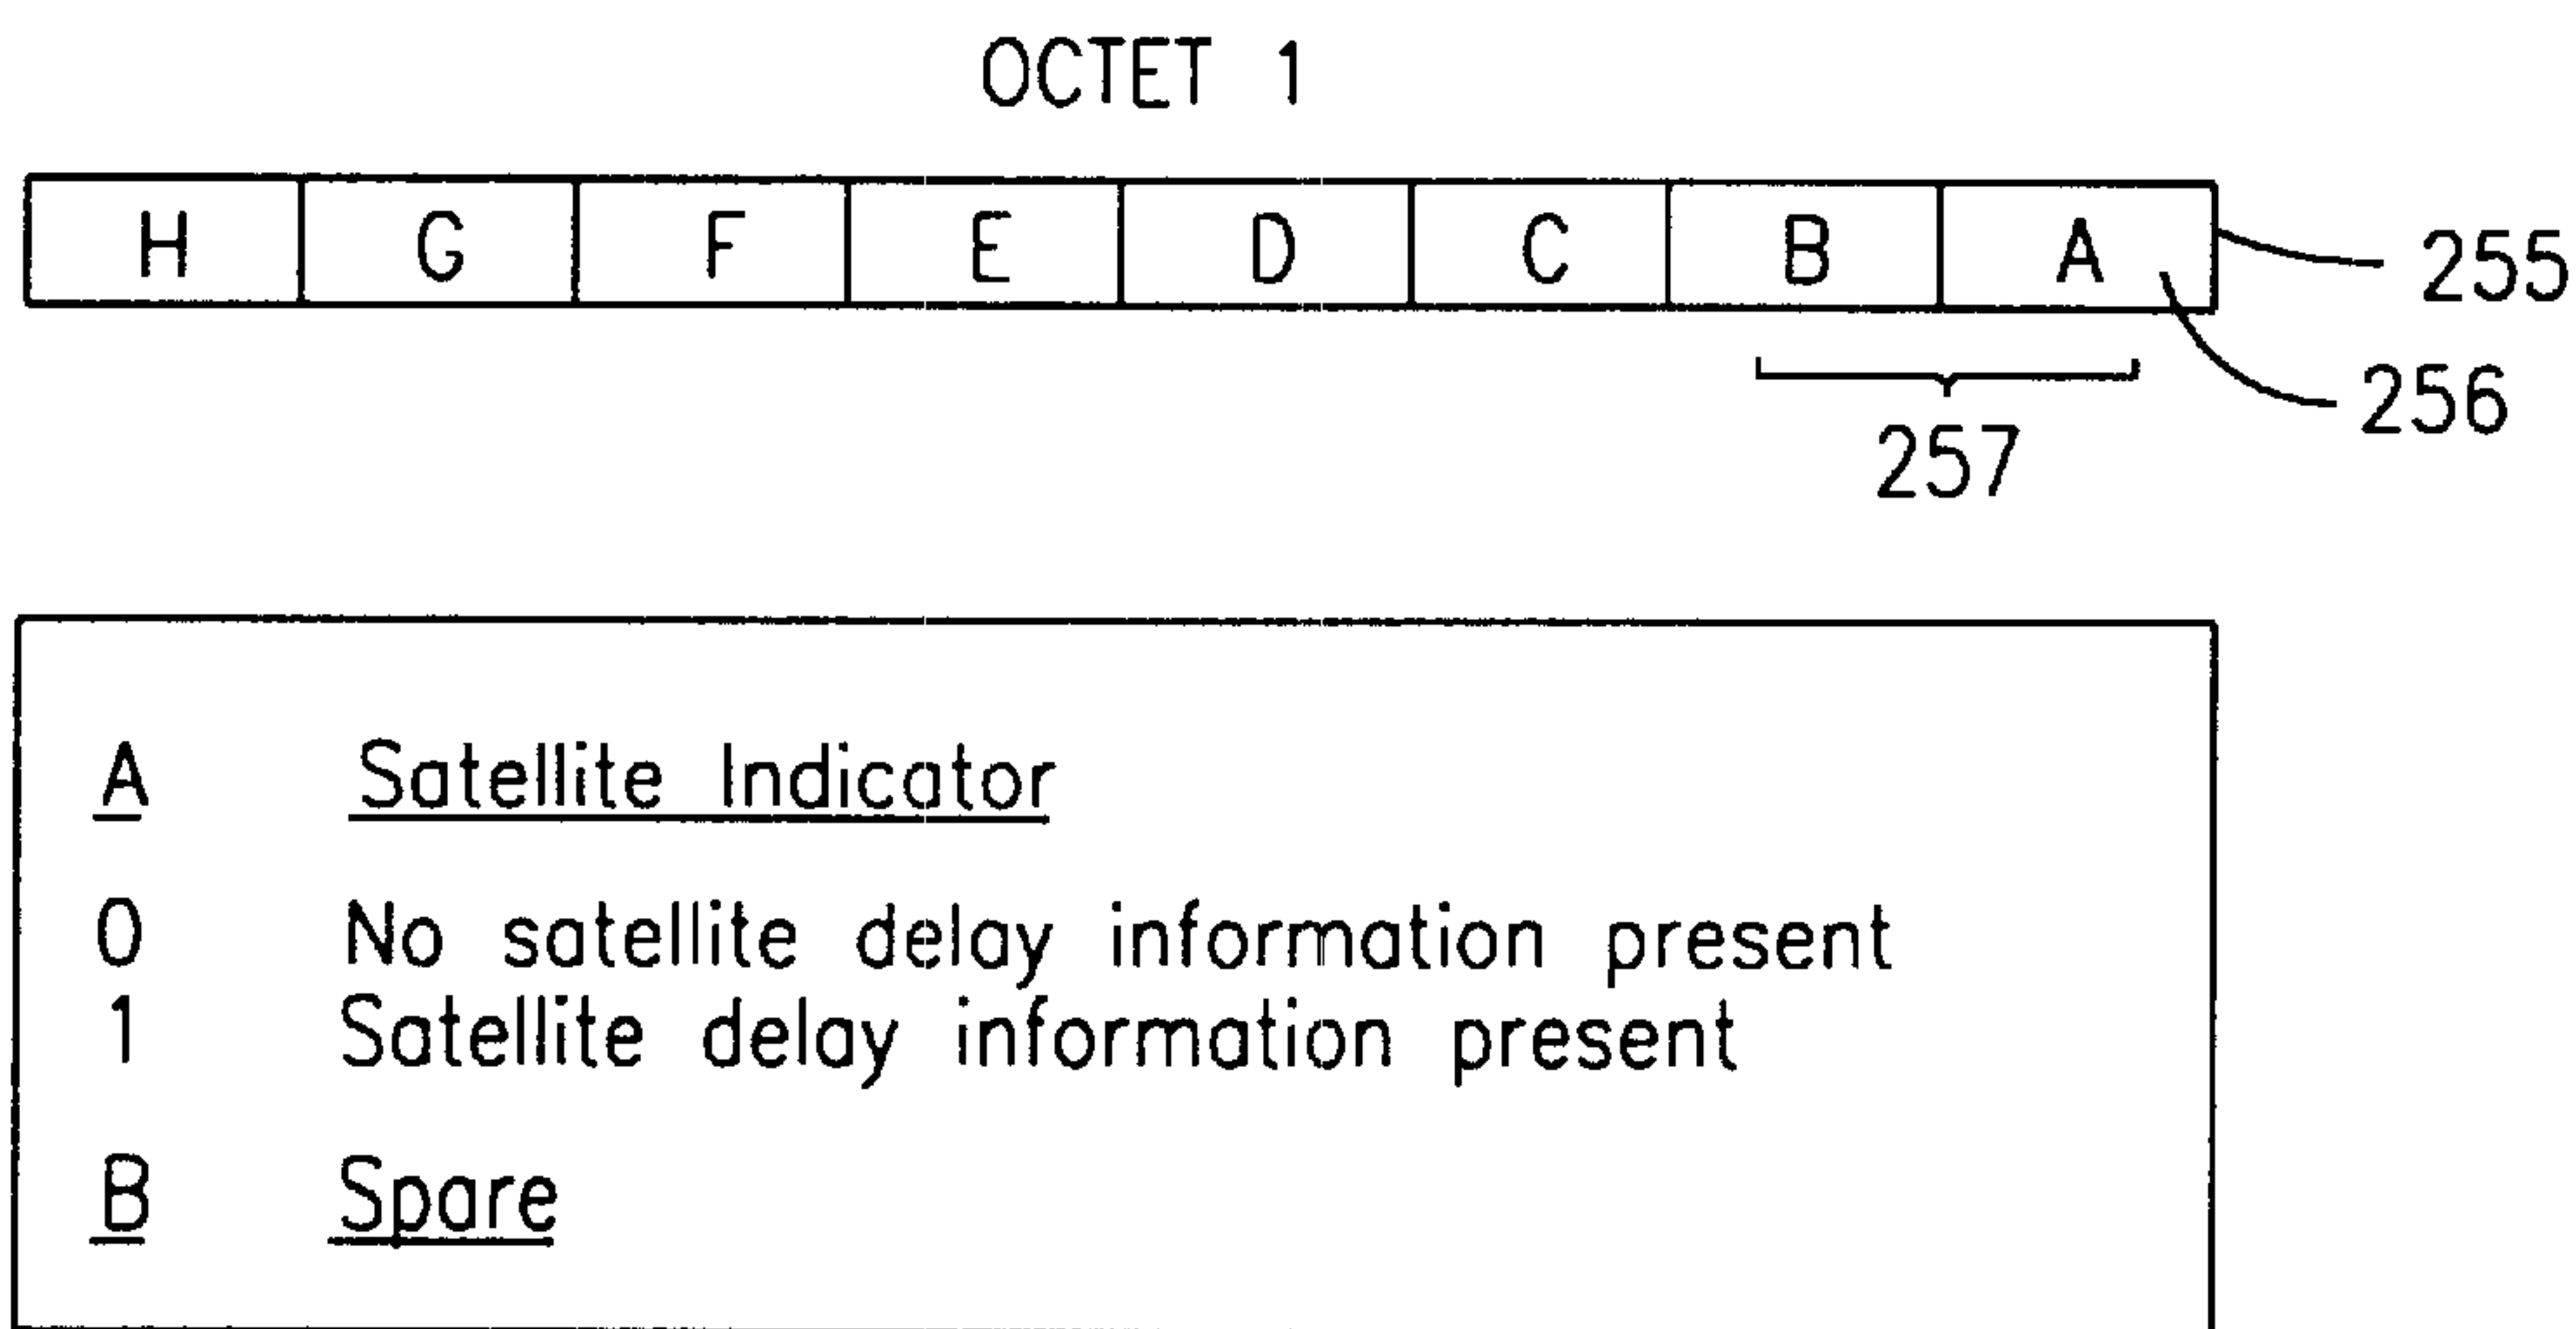 OCTET 1
H G F E D C B A
255
256
257
A Satellite Indicator
0 No satellite delay information present
1 Satellite delay information present
B Spare